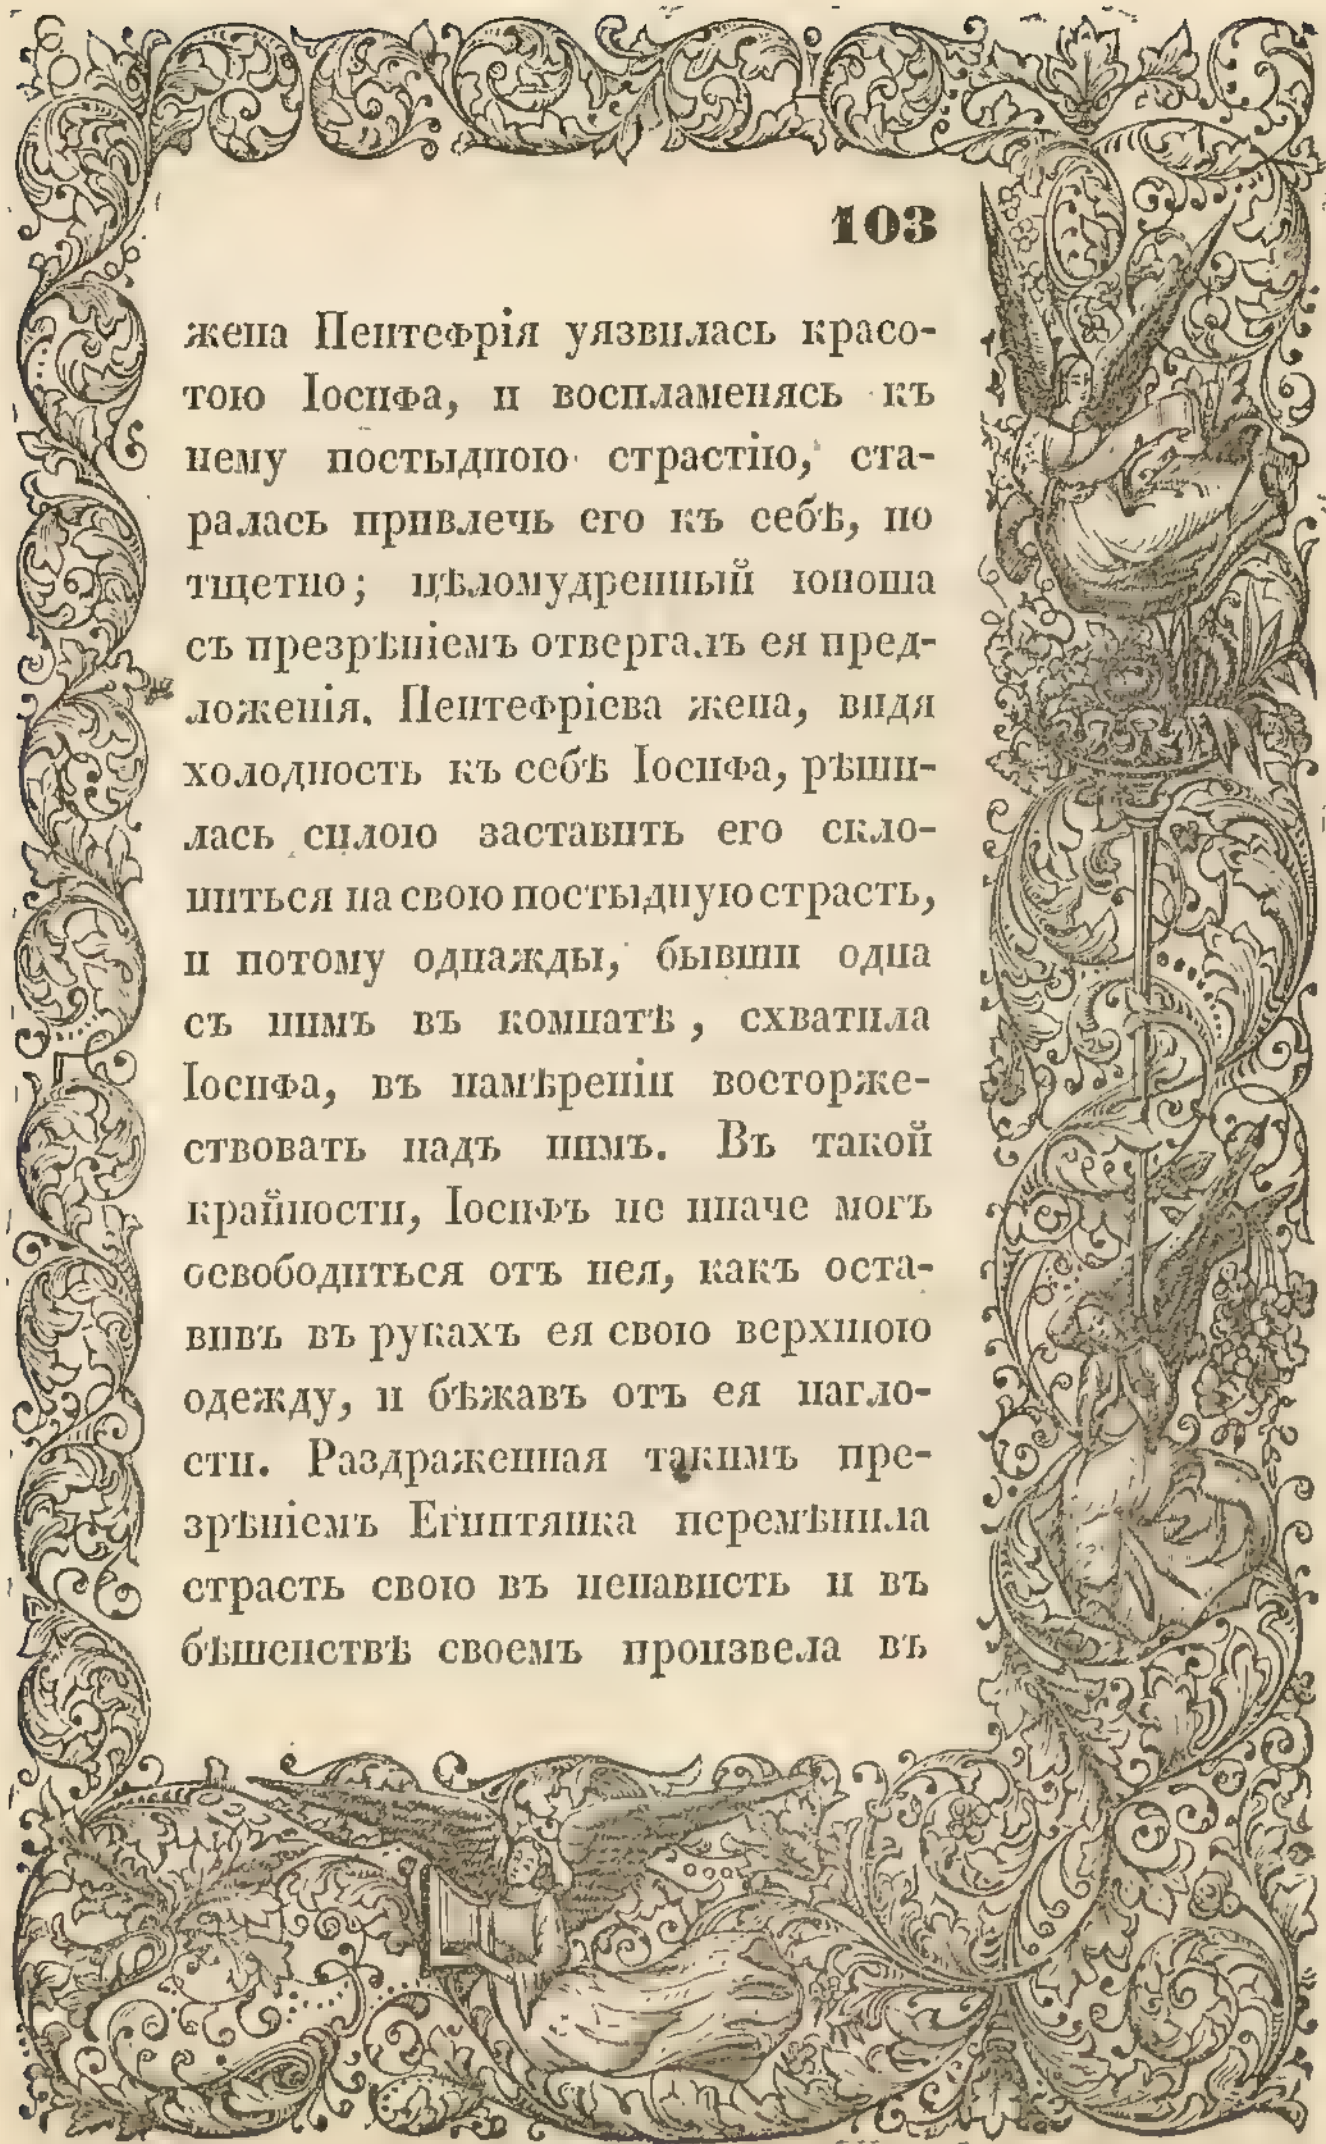 103
жена Пентефрія уязвилась красо-
тою Іосифа, и воспламенясь къ
нему постыдною страстію, ста-
ралась привлечь его къ себѣ, но
тщетно; цѣломудренный юноша
съ презрѣніемъ отвергалъ ея пред-
ложенія. Пентефріева жена, видя
холодность къ себѣ Іосифа, рѣши-
лась силою заставить его скло-
ниться на свою постыдную страсть,
и потому однажды, бывши одна
съ нимъ въ комнатѣ, схватила
Іосифа, въ намѣреніи восторже-
ствовать надъ нимъ. Въ такой
крайности, Іосифъ не иначе могъ
освободиться отъ нея, какъ оста-
вивъ въ рукахъ ея свою верхнюю
одежду, и бѣжавъ отъ ея нагло-
сти. Раздраженная такимъ пре-
зрѣніемъ Египтянка перемѣнила
страсть свою въ ненависть и въ
бѣшенствѣ своемъ произвела въ